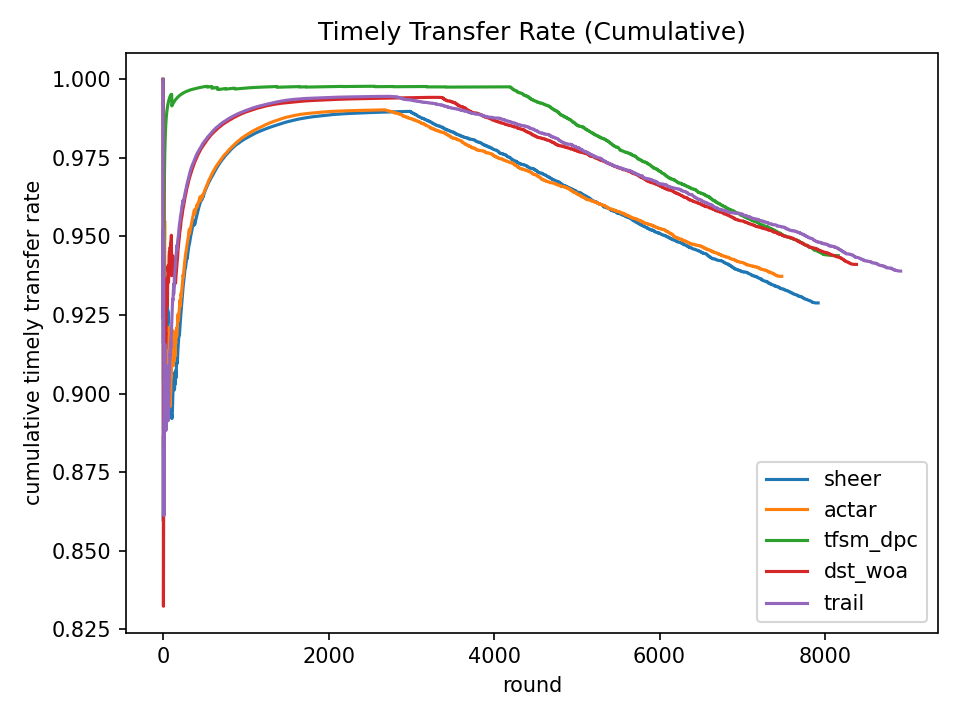 Timely Transfer Rate (Cumulative)
cumulative timely transfer rate
1.000
0.975
0.950
0.925
0.900
0.875
0.850
0.825
0 2000 4000 6000 8000
round
sheer
actar
tfsm_dpc
dst_woa
trail